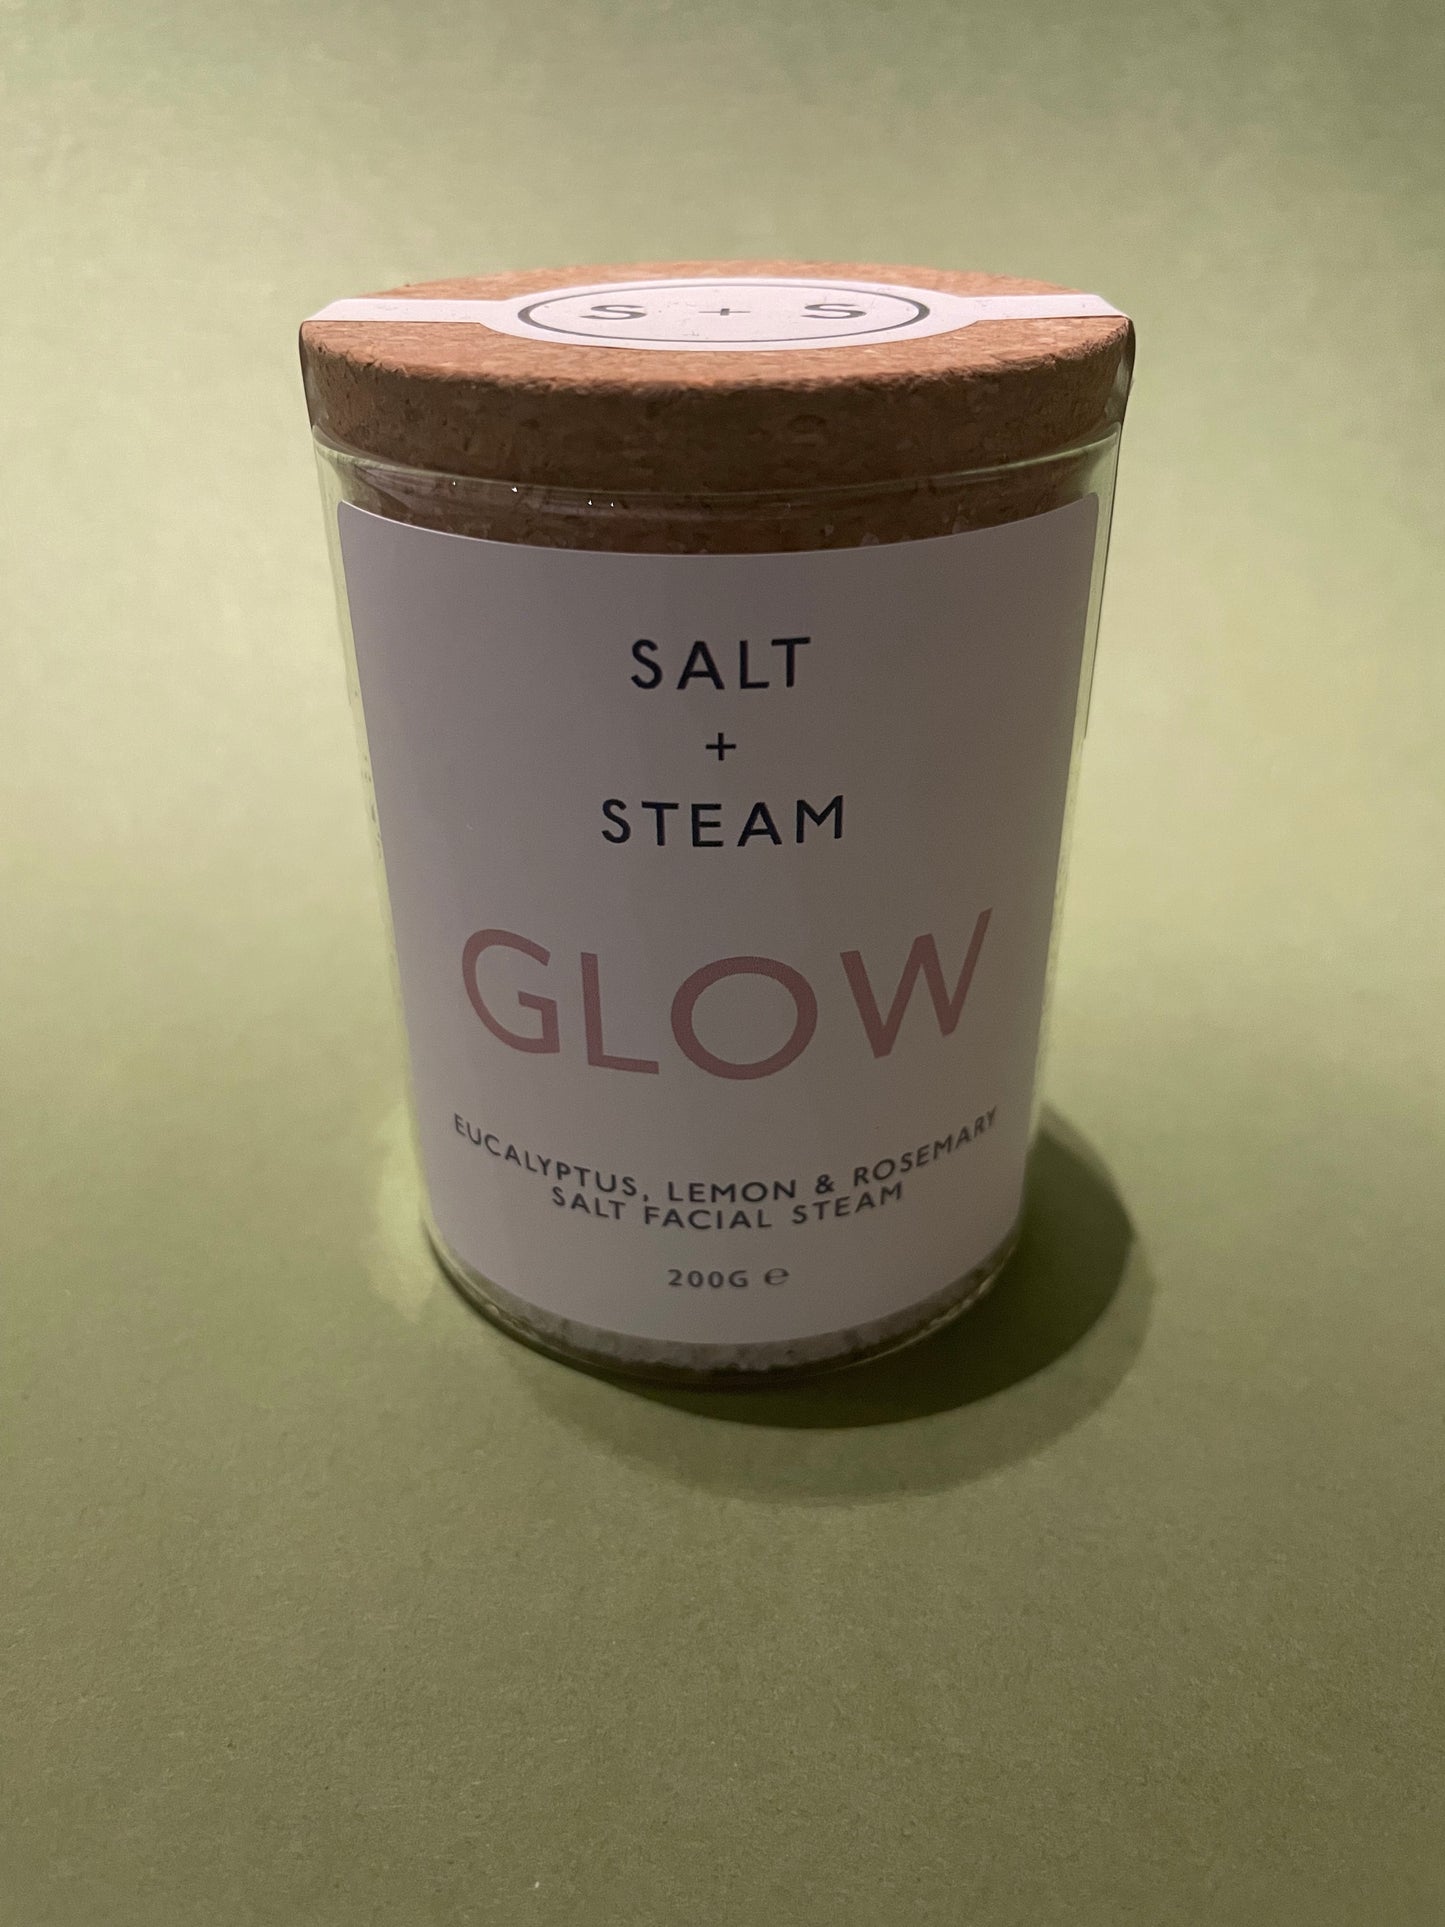 S + S
SALT
+
STEAM
GLOW
EUCALYPTUS, LEMON & ROSEMARY
SALT FACIAL STEAM
200G ℮